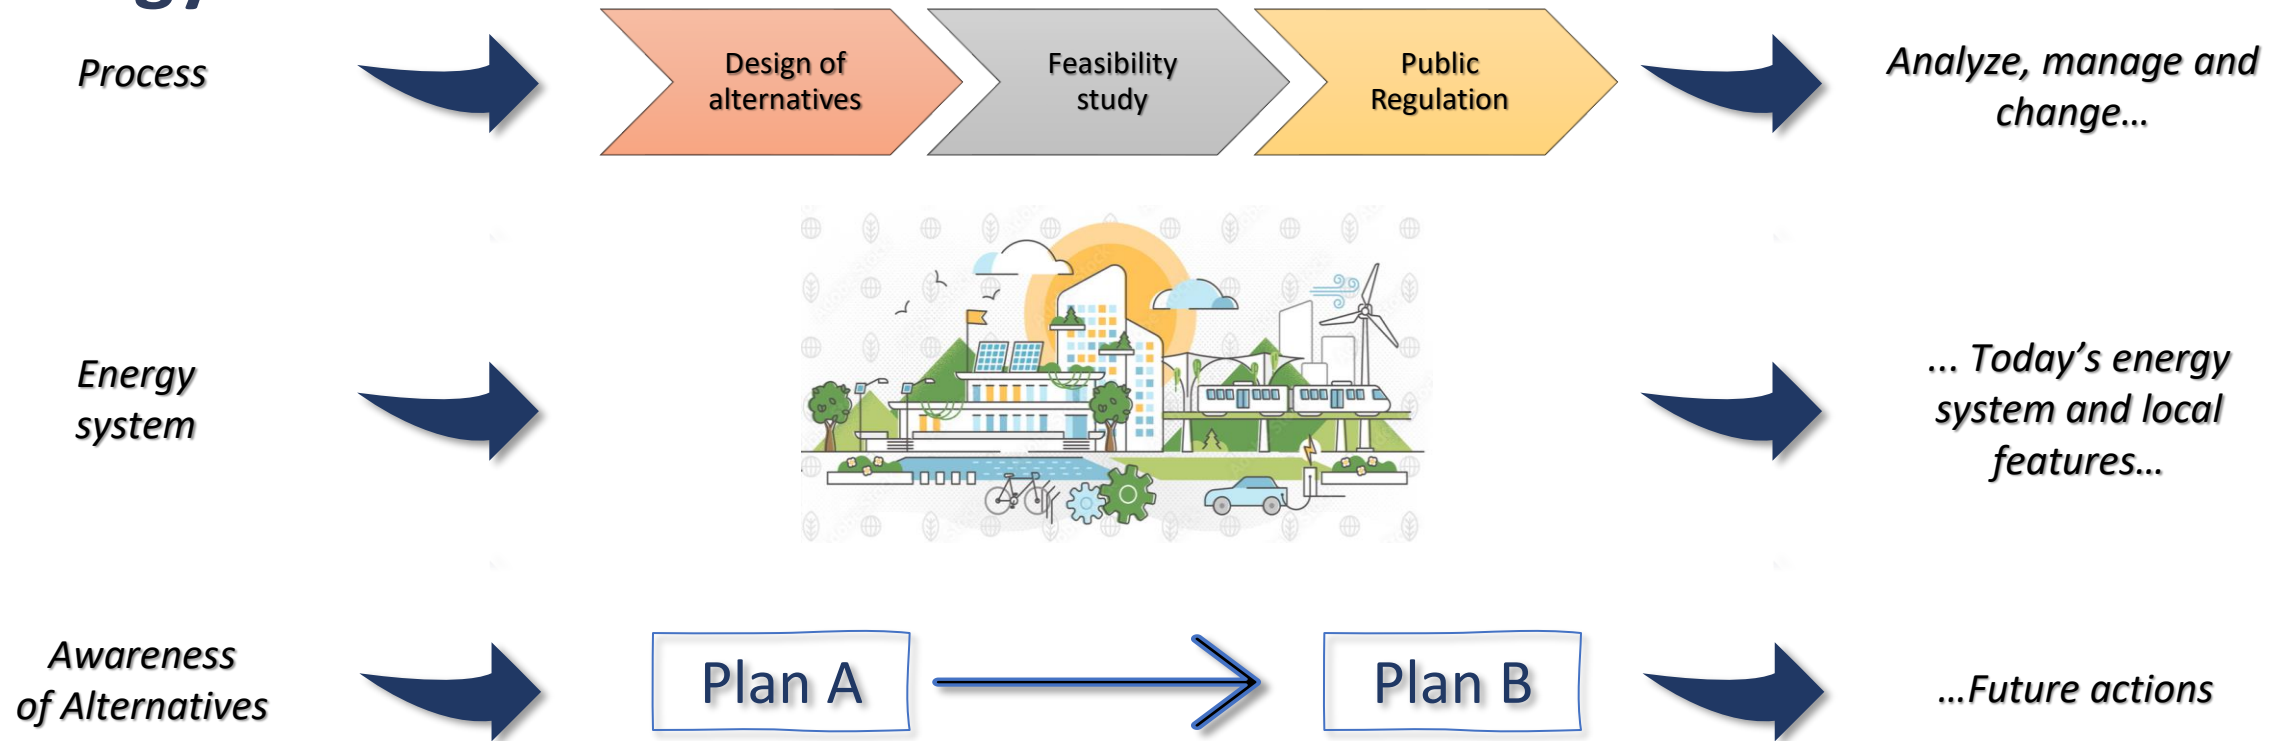 Process
Design of
alternatives
Feasibility
study
Public
Regulation
Analyze, manage and
change...
Energy
system
... Today's energy
system and local
features...
Awareness
of Alternatives
Plan A
Plan B
...Future actions